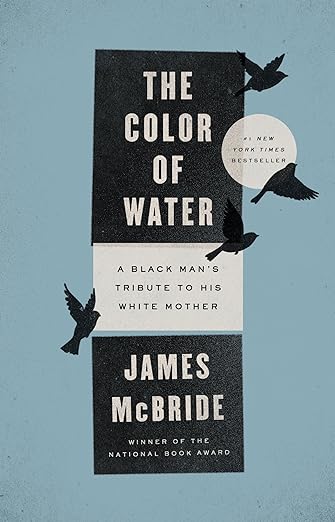 THE
COLOR
OF
WATER
#1 NEW
YORK TIMES
BESTSELLER
A BLACK MAN'S
TRIBUTE TO HIS
WHITE MOTHER
JAMES
McBRIDE
WINNER OF THE
NATIONAL BOOK AWARD